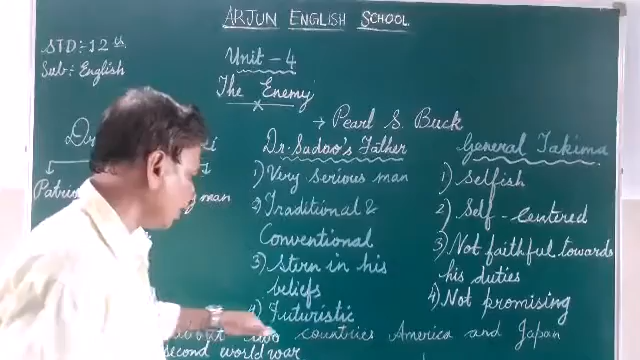 ARJUN ENGLISH SCHOOL
STD:-12th
Sub:- English
Unit - 4
The Enemy
→ Pearl S. Buck
Dr. Sadao's Father
1) Very serious man
2) Traditional &
Conventional
3) Stern in his
beliefs
4) Futuristic
General Takima
1) Selfish
2) Self-centered
3) Not faithful towards
his duties
4) Not promising
man
about two countries America and Japan
second world war